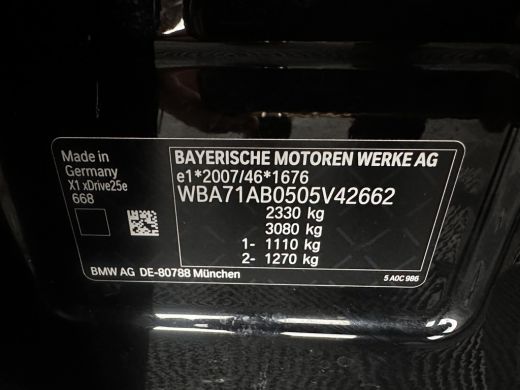 Made in
Germany
X1 xDrive25e
668
BAYERISCHE MOTOREN WERKE AG
e1*2007/46*1676
WBA71AB0505V42662
2330 kg
3080 kg
1- 1110 kg
2- 1270 kg
BMW AG DE-80788 München
5 A0C 986